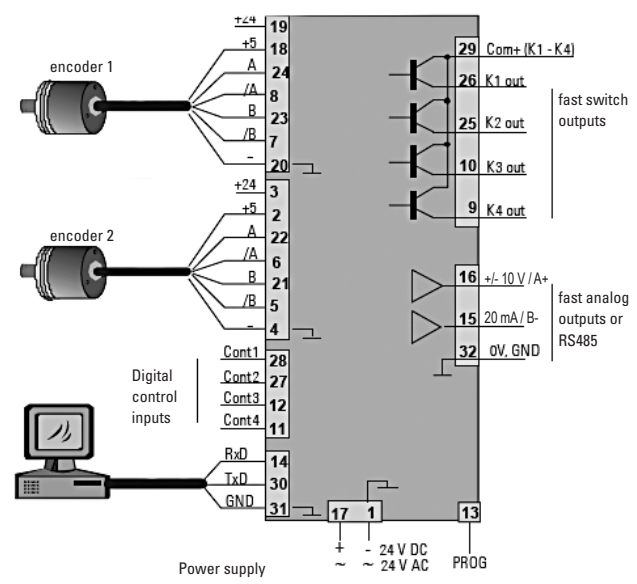 +24 19
+5 18
encoder 1
A 24
/A 8
B 23
/B 7
– 20
+24 3
+5 2
encoder 2
A 22
/A 6
B 21
/B 5
– 4
Cont1 28
Digital control inputs
Cont2 27
Cont3 12
Cont4 11
RxD 14
TxD 30
GND 31
29 Com+ (K1 - K4)
26 K1 out
25 K2 out
10 K3 out
9 K4 out
fast switch
outputs
16 +/- 10 V / A+
15 20 mA / B-
32 0V, GND
fast analog
outputs or
RS485
17 1 13
+ - 24 V DC
~ ~ 24 V AC
PROG
Power supply